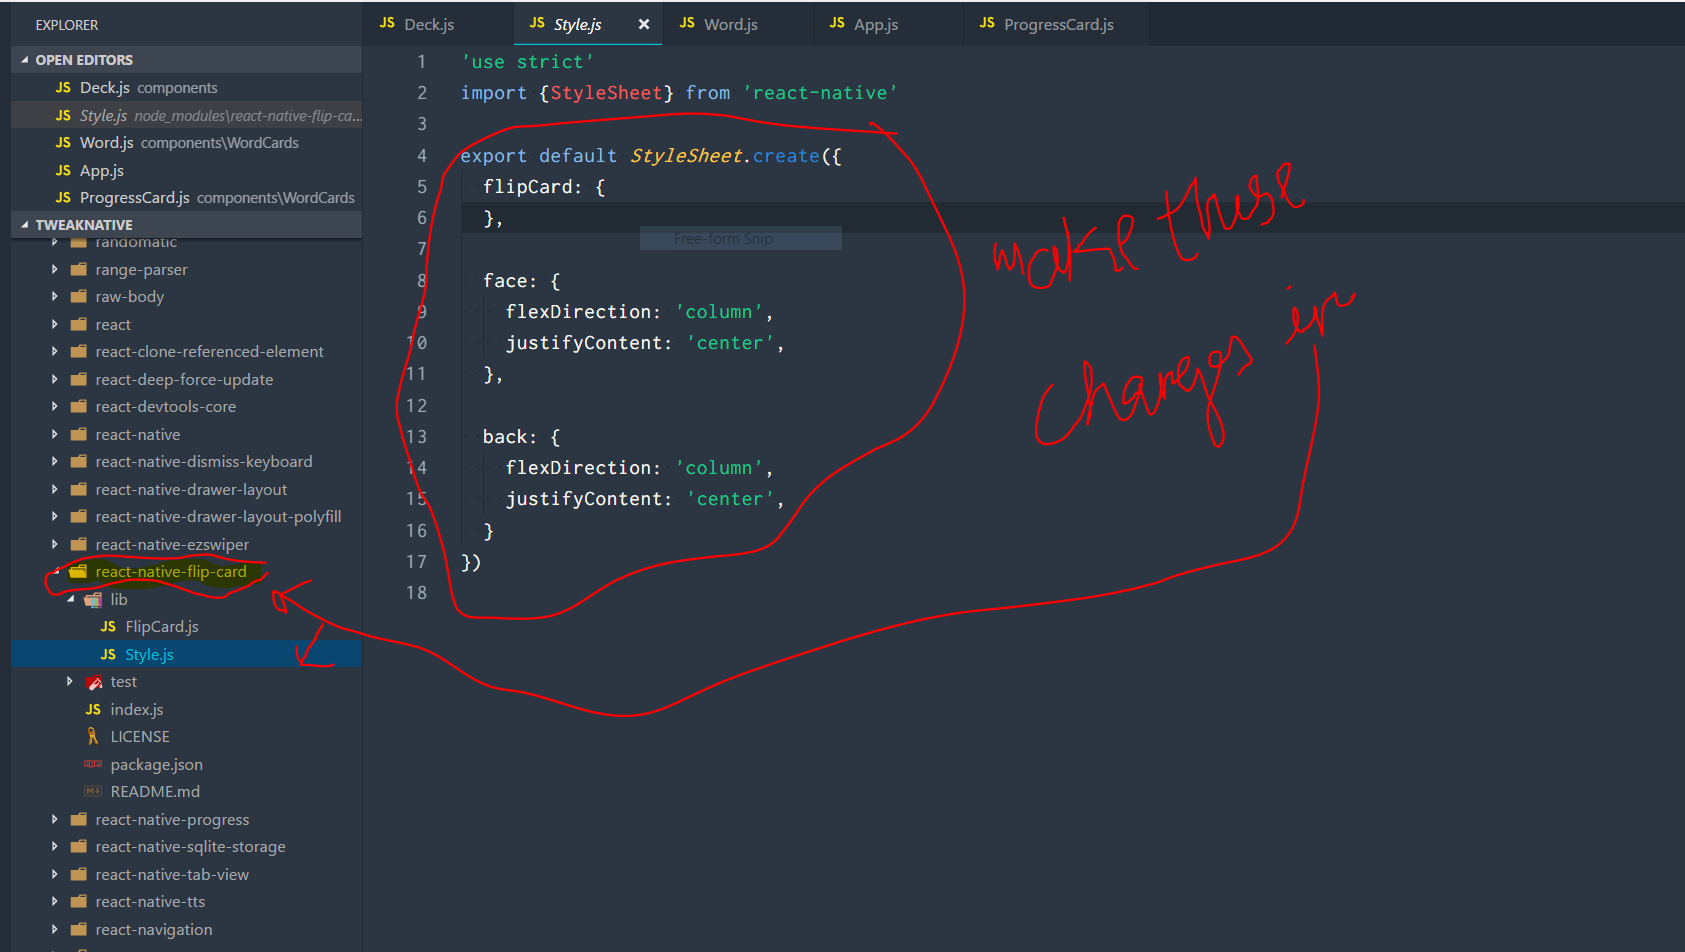 EXPLORER
OPEN EDITORS
JS Deck.js components
JS Style.js node_modules\react-native-flip-ca...
JS Word.js components\WordCards
JS App.js
JS ProgressCard.js components\WordCards
TWEAKNATIVE
randomatic
range-parser
raw-body
react
react-clone-referenced-element
react-deep-force-update
react-devtools-core
react-native
react-native-dismiss-keyboard
react-native-drawer-layout
react-native-drawer-layout-polyfill
react-native-ezswiper
react-native-flip-card
lib
JS FlipCard.js
JS Style.js
test
JS index.js
LICENSE
package.json
README.md
react-native-progress
react-native-sqlite-storage
react-native-tab-view
react-native-tts
react-navigation
JS Deck.js JS Style.js × JS Word.js JS App.js JS ProgressCard.js
1 'use strict'
2 import {StyleSheet} from 'react-native'
3
4 export default StyleSheet.create({
5 flipCard: {
6 },
7
Free-form Snip
8 face: {
9 flexDirection: 'column',
10 justifyContent: 'center',
11 },
12
13 back: {
14 flexDirection: 'column',
15 justifyContent: 'center',
16 }
17 })
18
make these
changes in